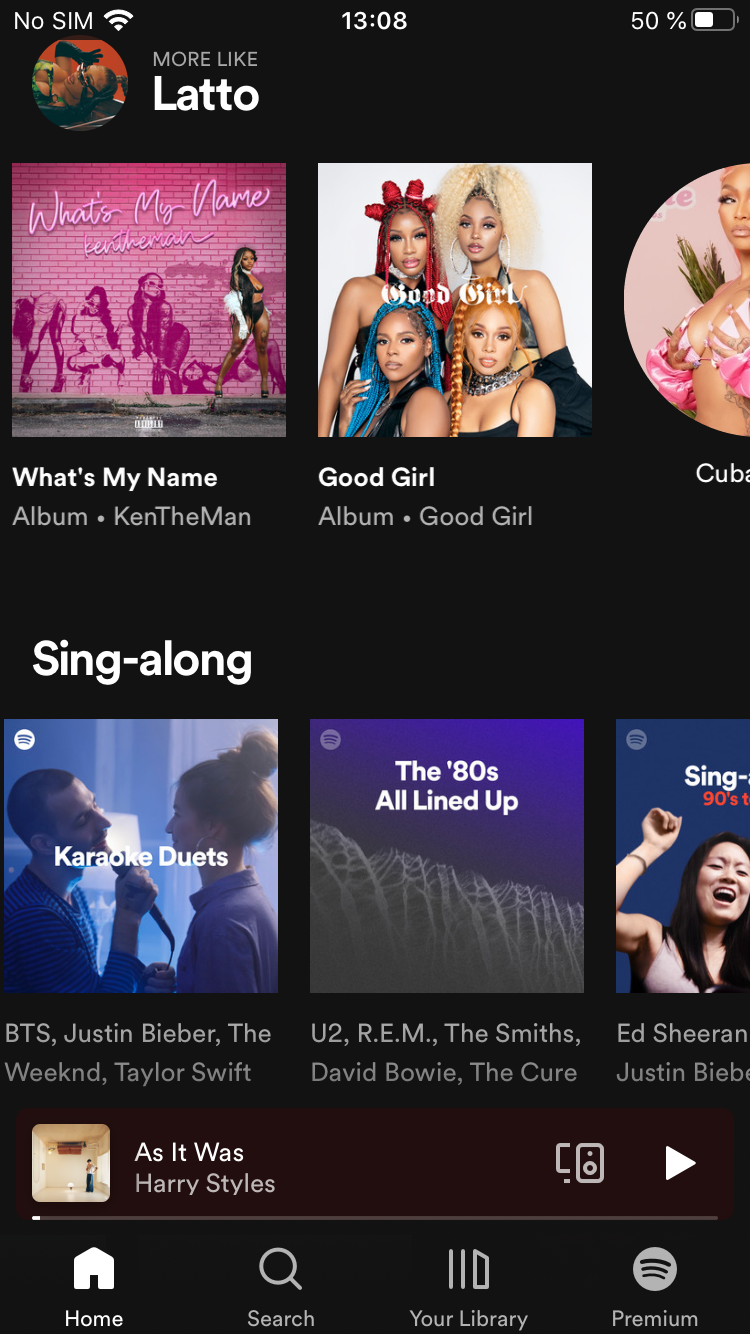 No SIM 13:08 50 %
MORE LIKE
Latto
What's My Name
kentheman
Good Girl
What's My Name
Album • KenTheMan
Good Girl
Album • Good Girl
Cuba
Sing-along
Karaoke Duets
The '80s
All Lined Up
Sing-a
90's to
BTS, Justin Bieber, The
Weeknd, Taylor Swift
U2, R.E.M., The Smiths,
David Bowie, The Cure
Ed Sheeran
Justin Biebe
As It Was
Harry Styles
Home
Search
Your Library
Premium